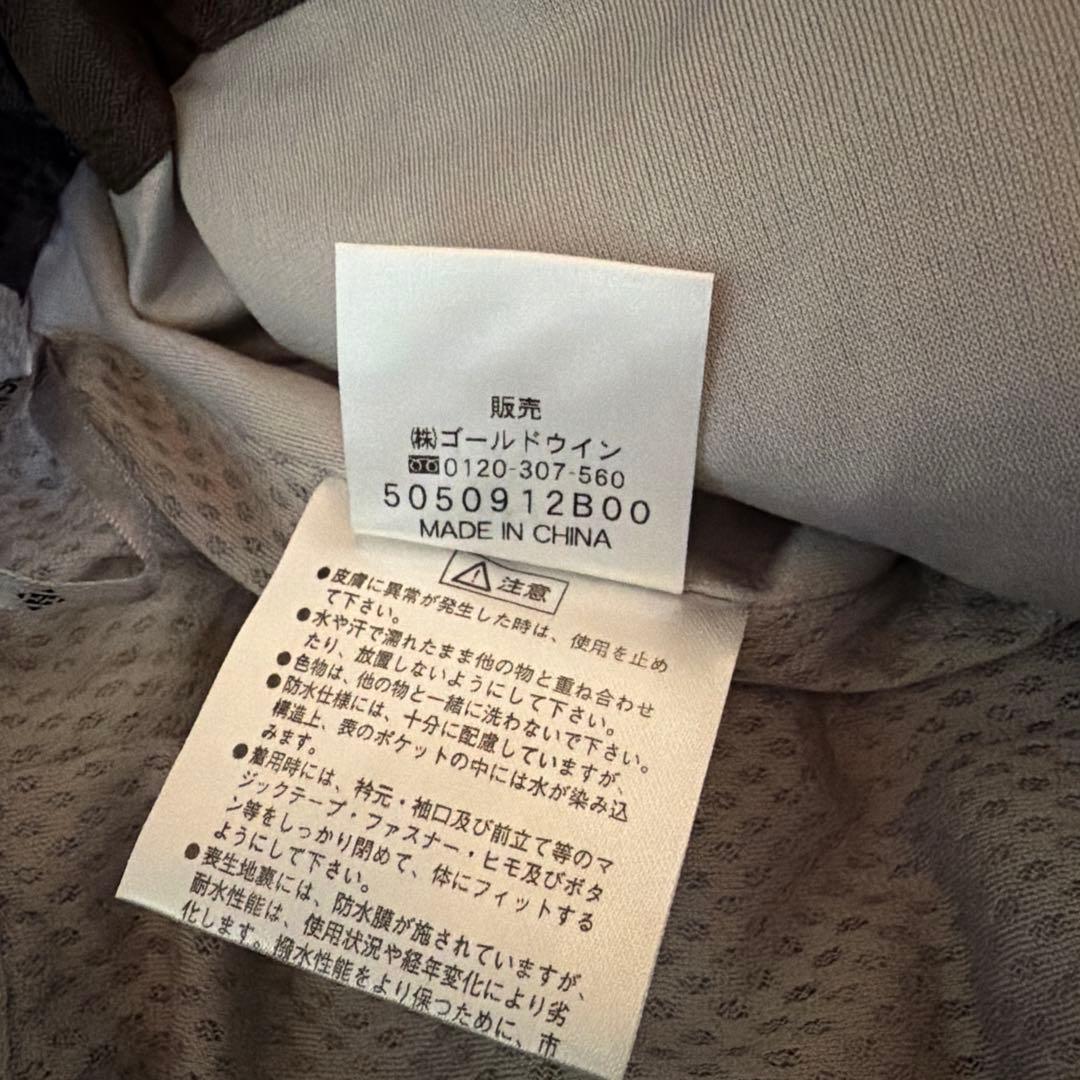 販売
㈱ゴールドウイン
0120-307-560
505091 2B00
MADE IN CHINA
⚠注意
●皮膚に異常が発生した時は、使用を止め
て下さい。
●水や汗で濡れたまま他の物と重ね合わせ
たり、放置しないようにして下さい。
●色物は、他の物と一緒に洗わないで下さい。
●防水仕様には、十分に配慮していますが、
構造上、表のポケットの中には水が染み込
みます。
●着用時には、衿元・袖口及び前立て等のマ
ジックテープ・ファスナー・ヒモ及びボタ
ン等をしっかり閉めて、体にフィットする
ようにして下さい。
●表生地裏には、防水膜が施されていますが、
耐水性能は、使用状況や経年変化により劣
化します。撥水性能をより保つために、市